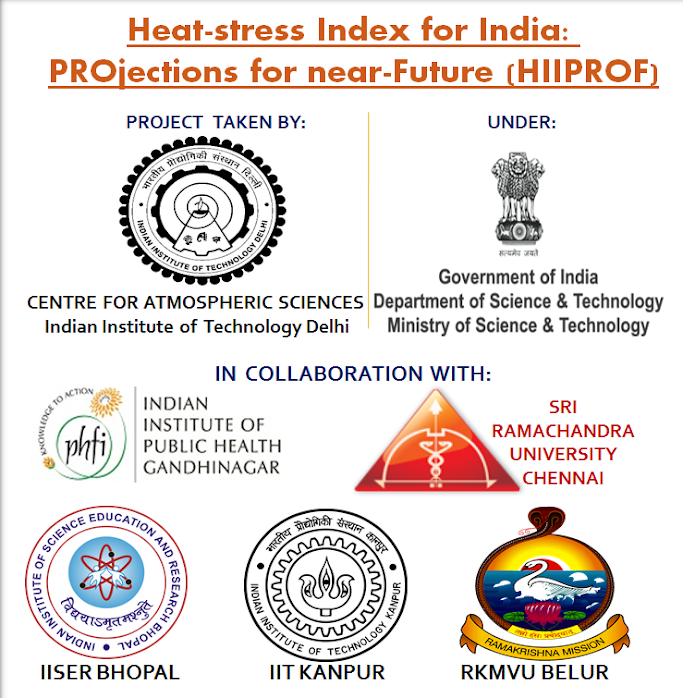 Heat-stress Index for India:
PROjections for near-Future (HIIPROF)
PROJECT TAKEN BY:
UNDER:
भारतीय प्रौद्योगिकी संस्थान दिल्ली
INDIAN INSTITUTE OF TECHNOLOGY DELHI
सत्यमेव जयते
CENTRE FOR ATMOSPHERIC SCIENCES
Indian Institute of Technology Delhi
Government of India
Department of Science & Technology
Ministry of Science & Technology
IN COLLABORATION WITH:
KNOWLEDGE TO ACTION
phfi
INDIAN
INSTITUTE OF
PUBLIC HEALTH
GANDHINAGAR
SRI
RAMACHANDRA
UNIVERSITY
CHENNAI
INDIAN INSTITUTE OF SCIENCE EDUCATION AND RESEARCH BHOPAL
विद्ययाऽमृतमश्नुते
भारतीय प्रौद्योगिकी संस्थान कानपुर
INDIAN INSTITUTE OF TECHNOLOGY KANPUR
RAMAKRISHNA MISSION
IISER BHOPAL
IIT KANPUR
RKMVU BELUR